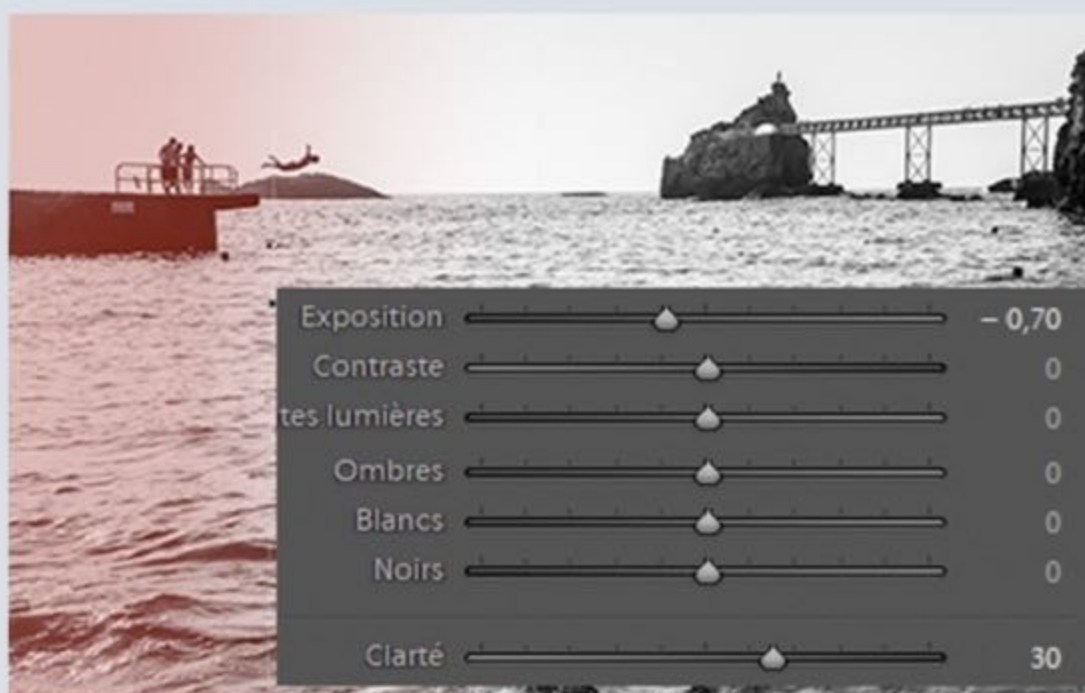 Exposition – 0,70
Contraste 0
tes lumières 0
Ombres 0
Blancs 0
Noirs 0
Clarté 30